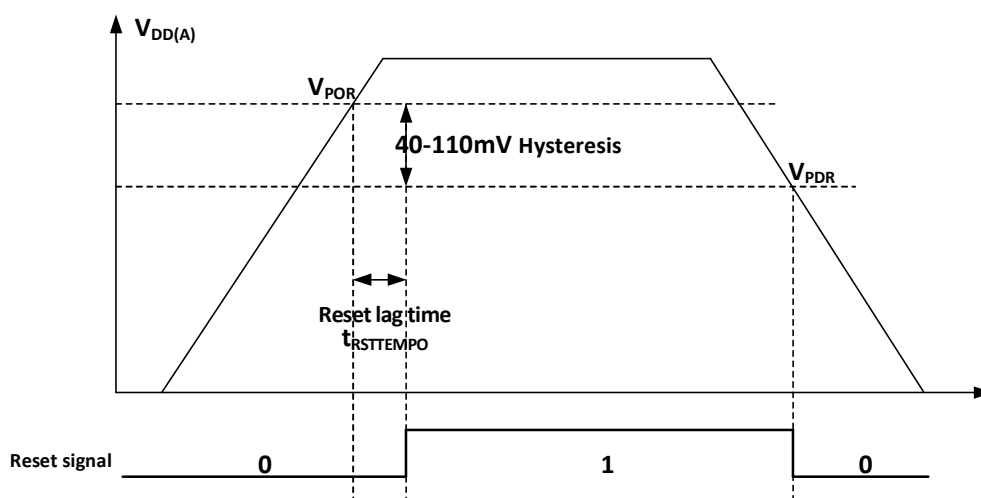 VDD(A)
VPOR
40-110mV Hysteresis
VPDR
Reset lag time
tRSTTEMPO
Reset signal
0
1
0